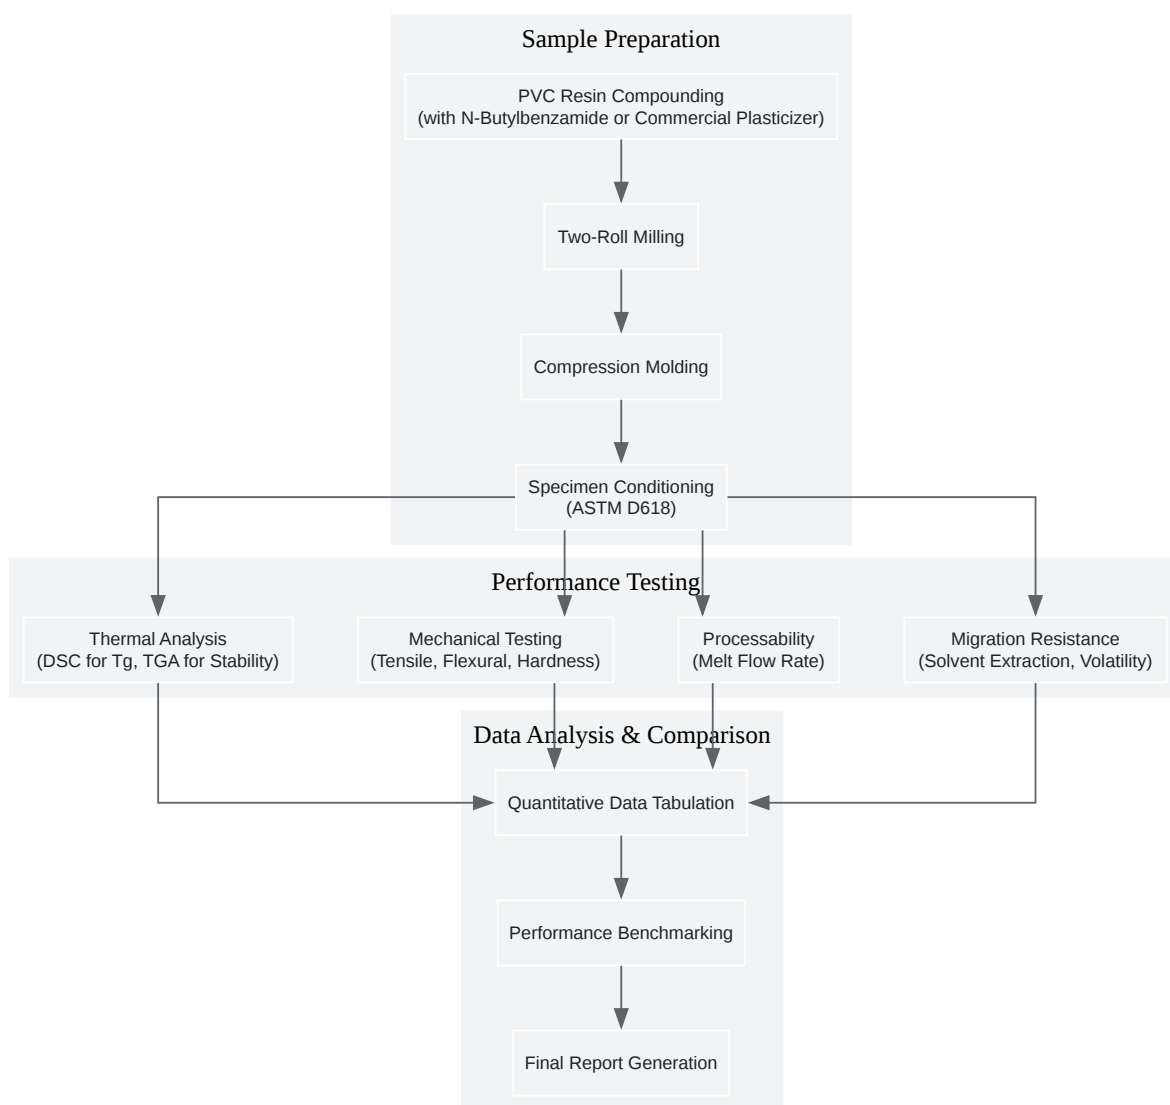 Sample Preparation
PVC Resin Compounding
(with N-Butylbenzamide or Commercial Plasticizer)
Two-Roll Milling
Compression Molding
Specimen Conditioning
(ASTM D618)
Performance Testing
Thermal Analysis
(DSC for Tg, TGA for Stability)
Mechanical Testing
(Tensile, Flexural, Hardness)
Processability
(Melt Flow Rate)
Migration Resistance
(Solvent Extraction, Volatility)
Data Analysis & Comparison
Quantitative Data Tabulation
Performance Benchmarking
Final Report Generation